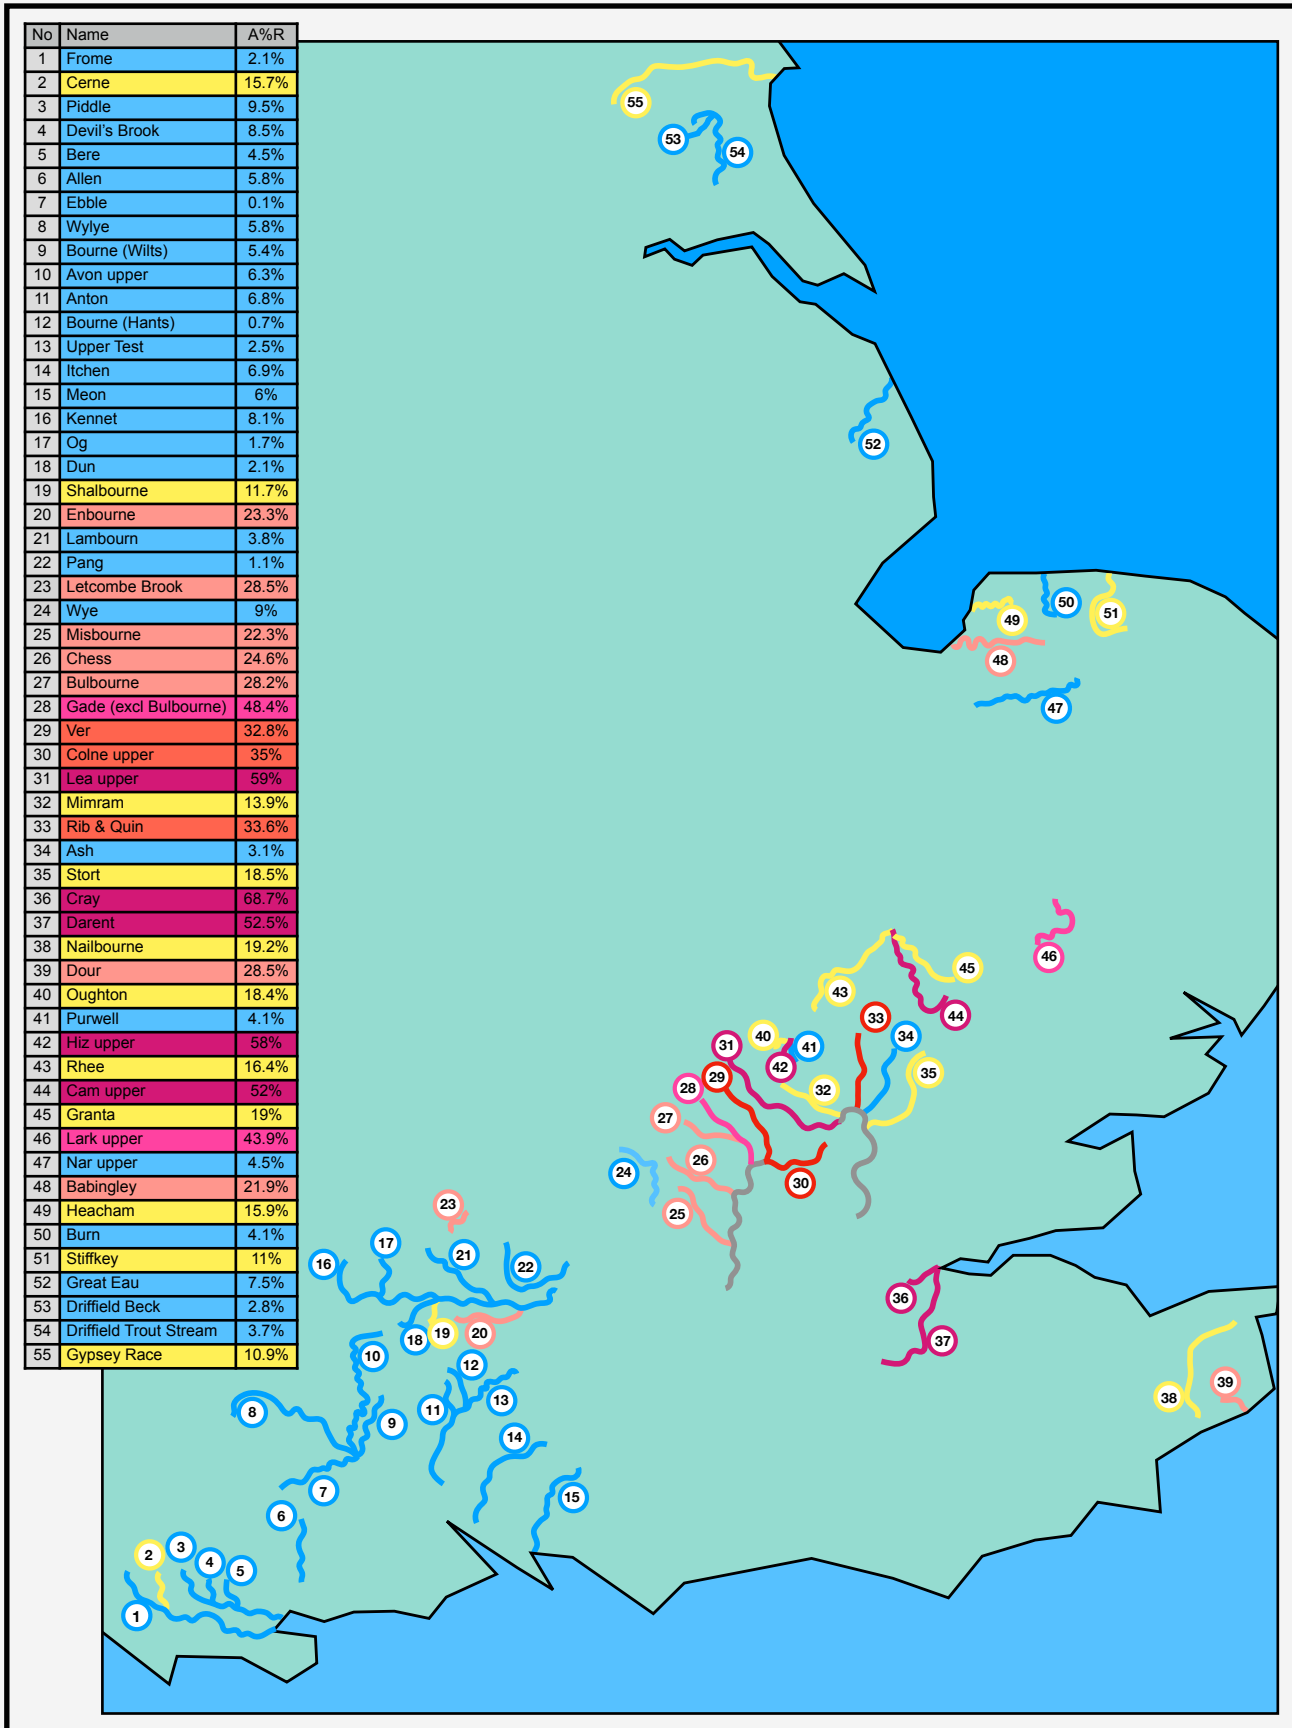 No Name A%R
1 Frome 2.1%
2 Cerne 15.7%
3 Piddle 9.5%
4 Devil's Brook 8.5%
5 Bere 4.5%
6 Allen 5.8%
7 Ebble 0.1%
8 Wylye 5.8%
9 Bourne (Wilts) 5.4%
10 Avon upper 6.3%
11 Anton 6.8%
12 Bourne (Hants) 0.7%
13 Upper Test 2.5%
14 Itchen 6.9%
15 Meon 6%
16 Kennet 8.1%
17 Og 1.7%
18 Dun 2.1%
19 Shalbourne 11.7%
20 Enbourne 23.3%
21 Lambourn 3.8%
22 Pang 1.1%
23 Letcombe Brook 28.5%
24 Wye 9%
25 Misbourne 22.3%
26 Chess 24.6%
27 Bulbourne 28.2%
28 Gade (excl Bulbourne) 48.4%
29 Ver 32.8%
30 Colne upper 35%
31 Lea upper 59%
32 Mimram 13.9%
33 Rib & Quin 33.6%
34 Ash 3.1%
35 Stort 18.5%
36 Cray 68.7%
37 Darent 52.5%
38 Nailbourne 19.2%
39 Dour 28.5%
40 Oughton 18.4%
41 Purwell 4.1%
42 Hiz upper 58%
43 Rhee 16.4%
44 Cam upper 52%
45 Granta 19%
46 Lark upper 43.9%
47 Nar upper 4.5%
48 Babingley 21.9%
49 Heacham 15.9%
50 Burn 4.1%
51 Stiffkey 11%
52 Great Eau 7.5%
53 Driffield Beck 2.8%
54 Driffield Trout Stream 3.7%
55 Gypsey Race 10.9%
55
53
54
52
50
49
51
48
47
46
45
43
44
33
40
41
34
31
42
35
29
28
32
27
26
24
30
25
23
17
21
16
22
36
19
20
18
37
10
12
39
38
13
11
8
9
14
7
15
6
3
2
4
5
1